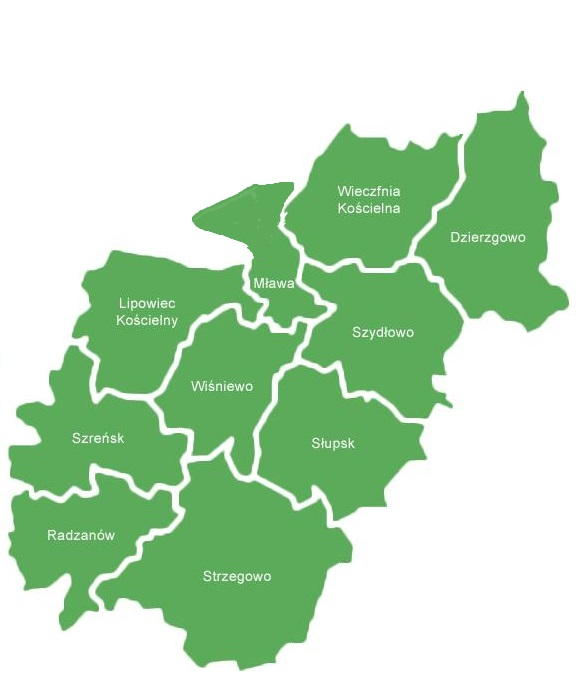 Wieczfnia
Kościelna
Dzierzgowo
Mława
Lipowiec
Kościelny
Szydłowo
Wiśniewo
Szreńsk
Słupsk
Radzanów
Strzegowo